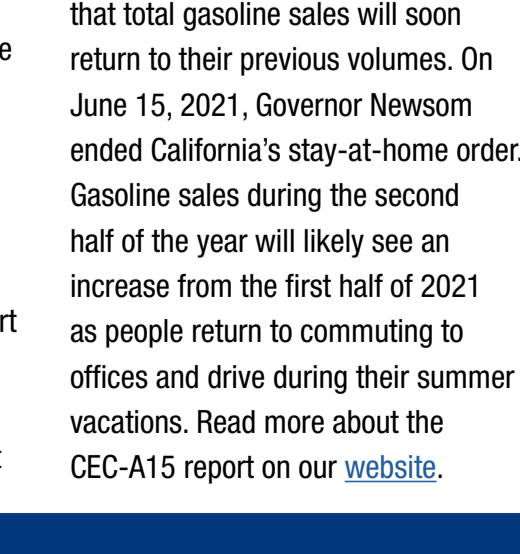 that total gasoline sales will soon
return to their previous volumes. On
June 15, 2021, Governor Newsom
ended California's stay-at-home order.
Gasoline sales during the second
half of the year will likely see an
increase from the first half of 2021
as people return to commuting to
offices and drive during their summer
vacations. Read more about the
CEC-A15 report on our website.